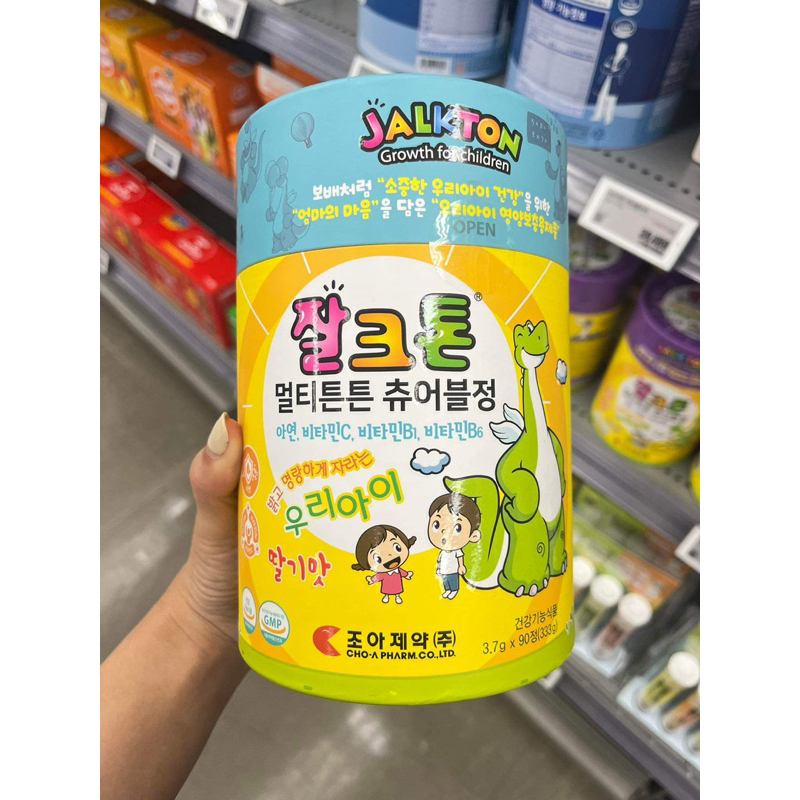 JALKTON
Growth for children
보배처럼 "소중한 우리아이 건강"을 위한
"엄마의 마음"을 담은 "우리아이 영양보충용제품"
OPEN
잘크톤®
멀티튼튼 츄어블정
아연, 비타민C, 비타민B1, 비타민B6
밝고 명랑하게 자라는
우리아이
딸기맛
GMP
조아제약(주)
CHO-A PHARM.CO.,LTD.
건강기능식품
3.7g x 90정(333g)